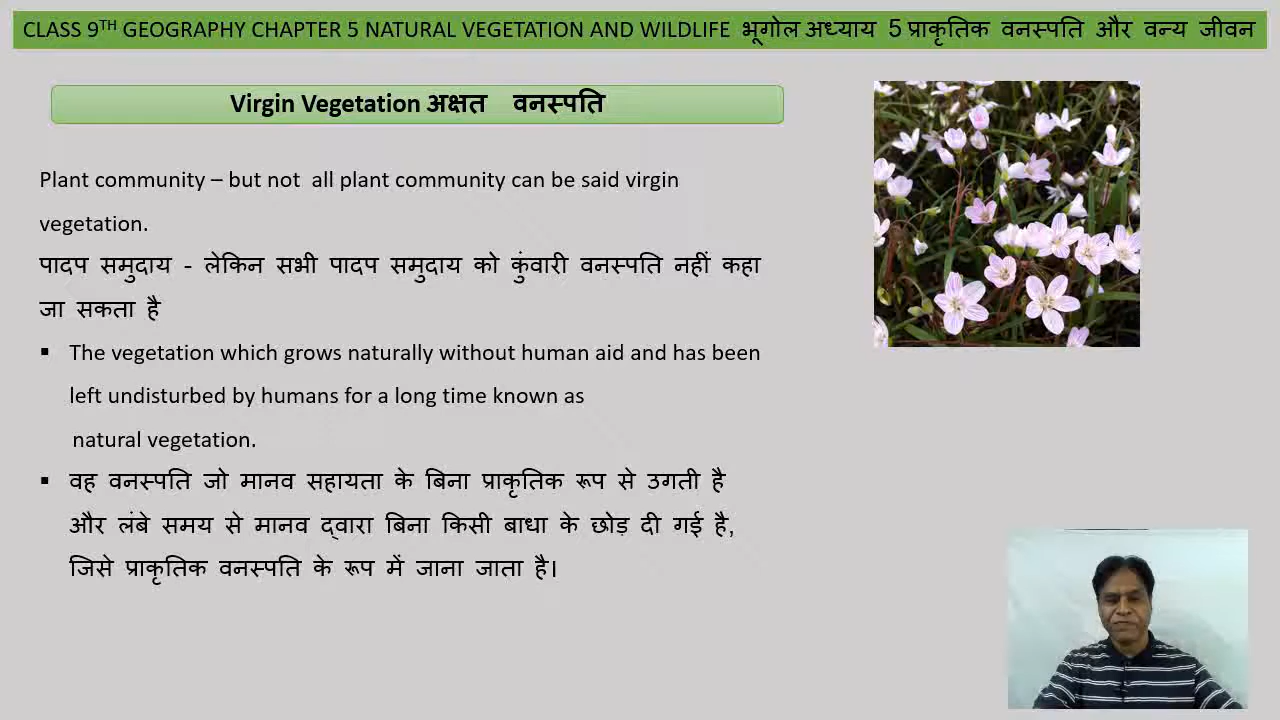 CLASS 9TH GEOGRAPHY CHAPTER 5 NATURAL VEGETATION AND WILDLIFE भूगोल अध्याय 5 प्राकृतिक वनस्पति और वन्य जीवन
Virgin Vegetation अक्षत वनस्पति
Plant community – but not all plant community can be said virgin
vegetation.
पादप समुदाय - लेकिन सभी पादप समुदाय को कुंवारी वनस्पति नहीं कहा
जा सकता है
▪ The vegetation which grows naturally without human aid and has been
left undisturbed by humans for a long time known as
natural vegetation.
▪ वह वनस्पति जो मानव सहायता के बिना प्राकृतिक रूप से उगती है
और लंबे समय से मानव द्वारा बिना किसी बाधा के छोड़ दी गई है,
जिसे प्राकृतिक वनस्पति के रूप में जाना जाता है।